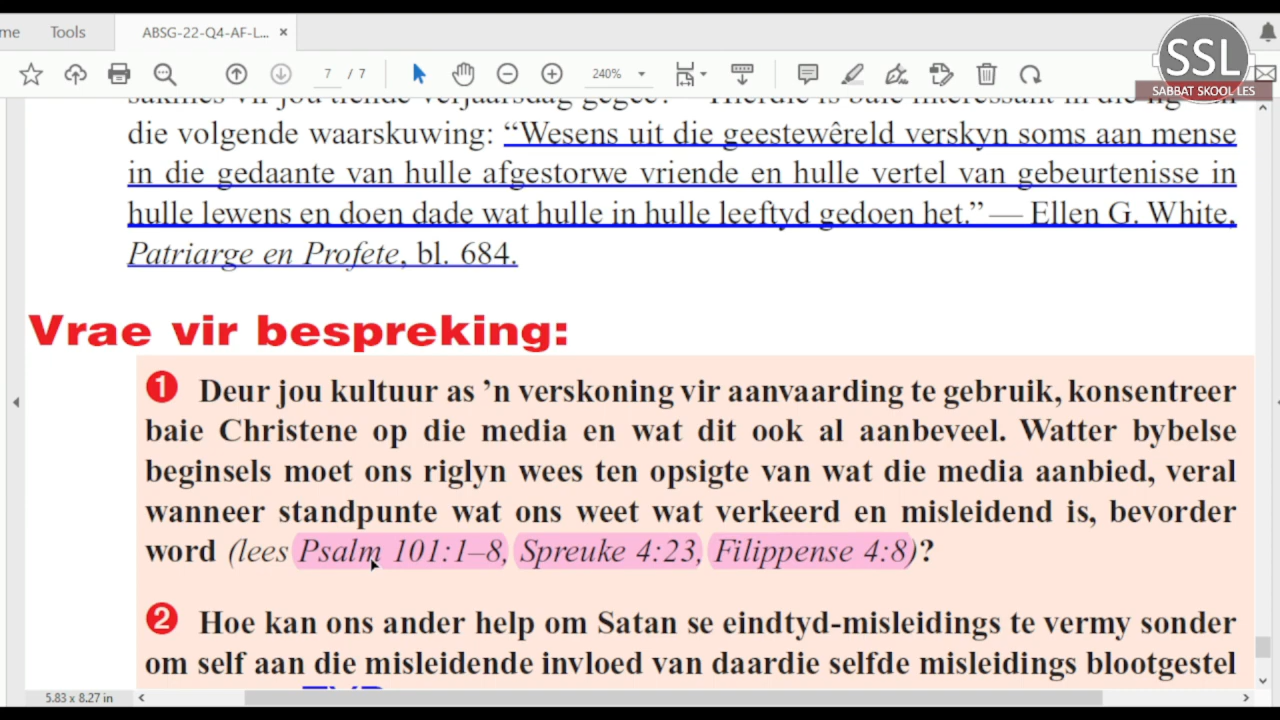 me Tools ABSG-22-Q4-AF-L... ×
7 / 7 240%
SSL
SABBAT SKOOL LES
die volgende waarskuwing: “Wesens uit die geestewêreld verskyn soms aan mense
in die gedaante van hulle afgestorwe vriende en hulle vertel van gebeurtenisse in
hulle lewens en doen dade wat hulle in hulle leeftyd gedoen het.” — Ellen G. White,
Patriarge en Profete, bl. 684.
Vrae vir bespreking:
1 Deur jou kultuur as ’n verskoning vir aanvaarding te gebruik, konsentreer
baie Christene op die media en wat dit ook al aanbeveel. Watter bybelse
beginsels moet ons riglyn wees ten opsigte van wat die media aanbied, veral
wanneer standpunte wat ons weet wat verkeerd en misleidend is, bevorder
word (lees Psalm 101:1–8, Spreuke 4:23, Filippense 4:8)?
2 Hoe kan ons ander help om Satan se eindtyd-misleidings te vermy sonder
om self aan die misleidende invloed van daardie selfde misleidings blootgestel
5.83 x 8.27 in